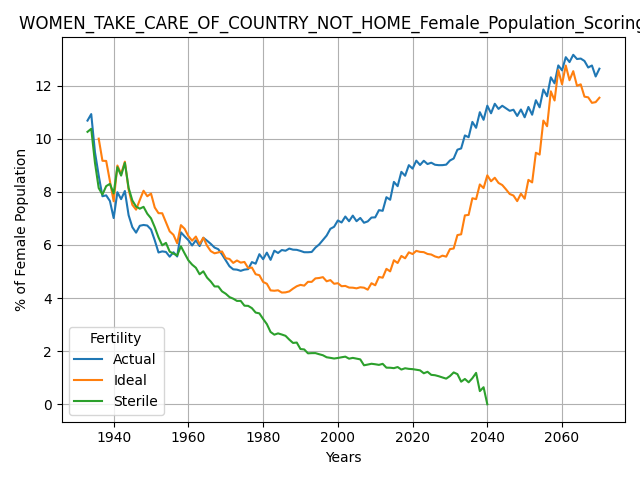 WOMEN_TAKE_CARE_OF_COUNTRY_NOT_HOME_Female_Population_Scoring
% of Female Population
12
10
8
6
4
2
0
Fertility
Actual
Ideal
Sterile
1940 1960 1980 2000 2020 2040 2060
Years